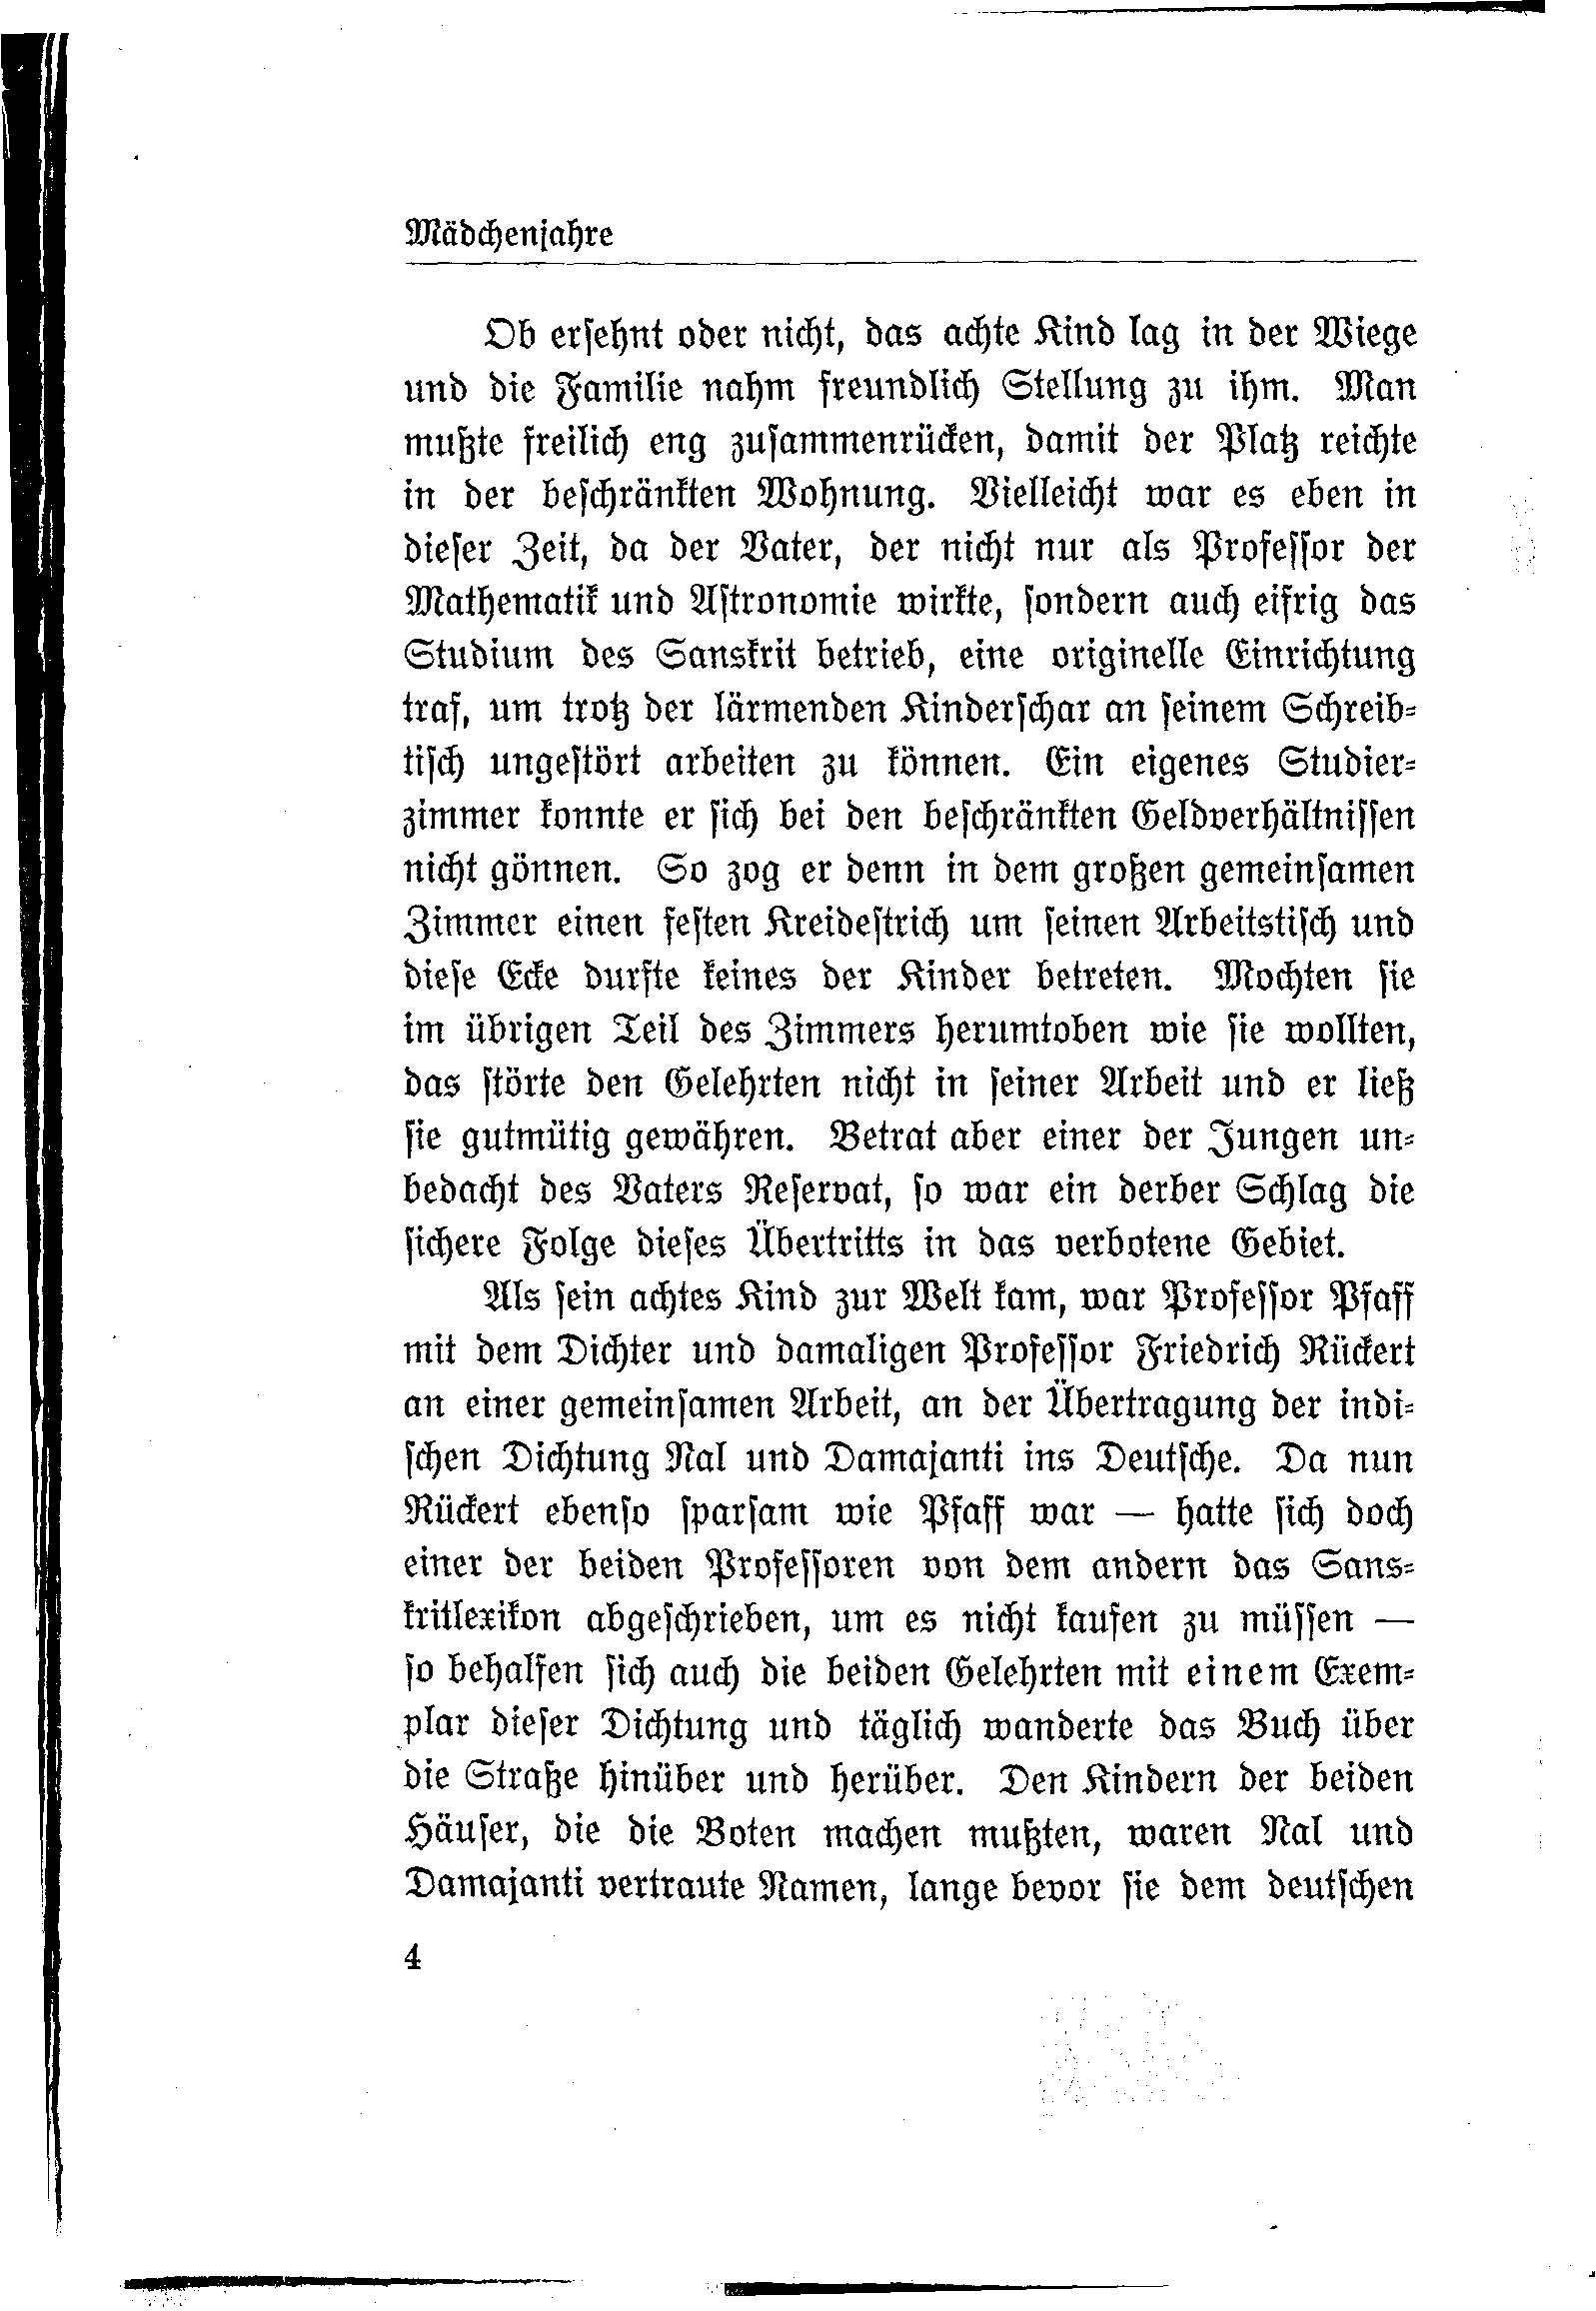 Mädchenjahre
Ob ersehnt oder nicht, das achte Kind lag in der Wiege
und die Familie nahm freundlich Stellung zu ihm. Man
mußte freilich eng zusammenrücken, damit der Platz reichte
in der beschränkten Wohnung. Vielleicht war es eben in
dieser Zeit, da der Vater, der nicht nur als Professor der
Mathematik und Astronomie wirkte, sondern auch eifrig das
Studium des Sanskrit betrieb, eine originelle Einrichtung
traf, um trotz der lärmenden Kinderschar an seinem Schreib-
tisch ungestört arbeiten zu können. Ein eigenes Studier-
zimmer konnte er sich bei den beschränkten Geldverhältnissen
nicht gönnen. So zog er denn in dem großen gemeinsamen
Zimmer einen festen Kreidestrich um seinen Arbeitstisch und
diese Ecke durfte keines der Kinder betreten. Mochten sie
im übrigen Teil des Zimmers herumtoben wie sie wollten,
das störte den Gelehrten nicht in seiner Arbeit und er ließ
sie gutmütig gewähren. Betrat aber einer der Jungen un-
bedacht des Vaters Reservat, so war ein derber Schlag die
sichere Folge dieses Übertritts in das verbotene Gebiet.
Als sein achtes Kind zur Welt kam, war Professor Pfaff
mit dem Dichter und damaligen Professor Friedrich Rückert
an einer gemeinsamen Arbeit, an der Übertragung der indi-
schen Dichtung Nal und Damajanti ins Deutsche. Da nun
Rückert ebenso sparsam wie Pfaff war — hatte sich doch
einer der beiden Professoren von dem andern das Sans-
kritlexikon abgeschrieben, um es nicht kaufen zu müssen —
so behalfen sich auch die beiden Gelehrten mit einem Exem-
plar dieser Dichtung und täglich wanderte das Buch über
die Straße hinüber und herüber. Den Kindern der beiden
Häuser, die die Boten machen mußten, waren Nal und
Damajanti vertraute Namen, lange bevor sie dem deutschen
4